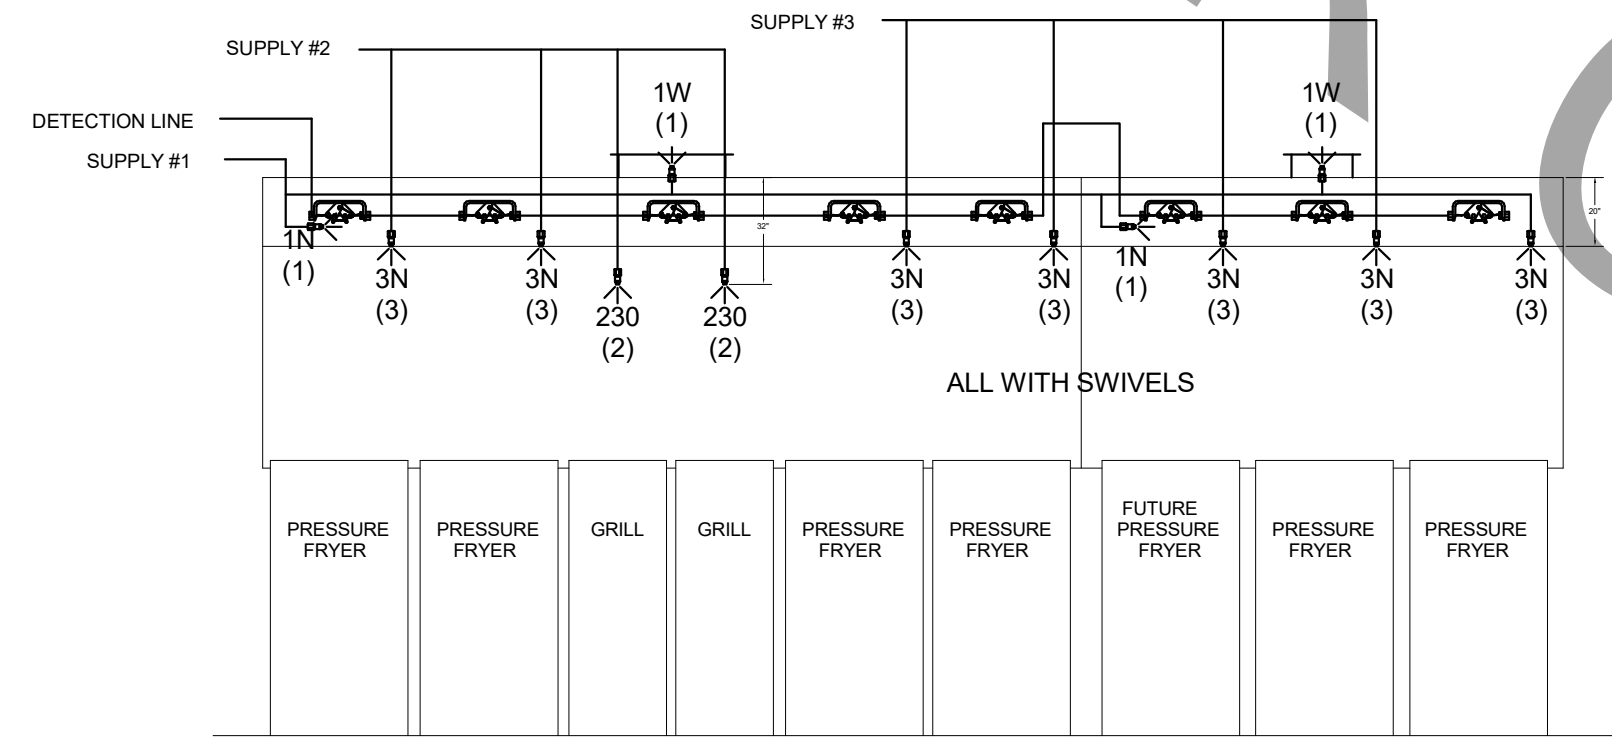 SUPPLY #3
SUPPLY #2
1W
(1)
1W
(1)
DETECTION LINE
SUPPLY #1
32"
20"
1N
(1)
3N
(3)
3N
(3)
230
(2)
230
(2)
3N
(3)
3N
(3)
1N
(1)
3N
(3)
3N
(3)
3N
(3)
ALL WITH SWIVELS
PRESSURE
FRYER
PRESSURE
FRYER
GRILL
GRILL
PRESSURE
FRYER
PRESSURE
FRYER
FUTURE
PRESSURE
FRYER
PRESSURE
FRYER
PRESSURE
FRYER